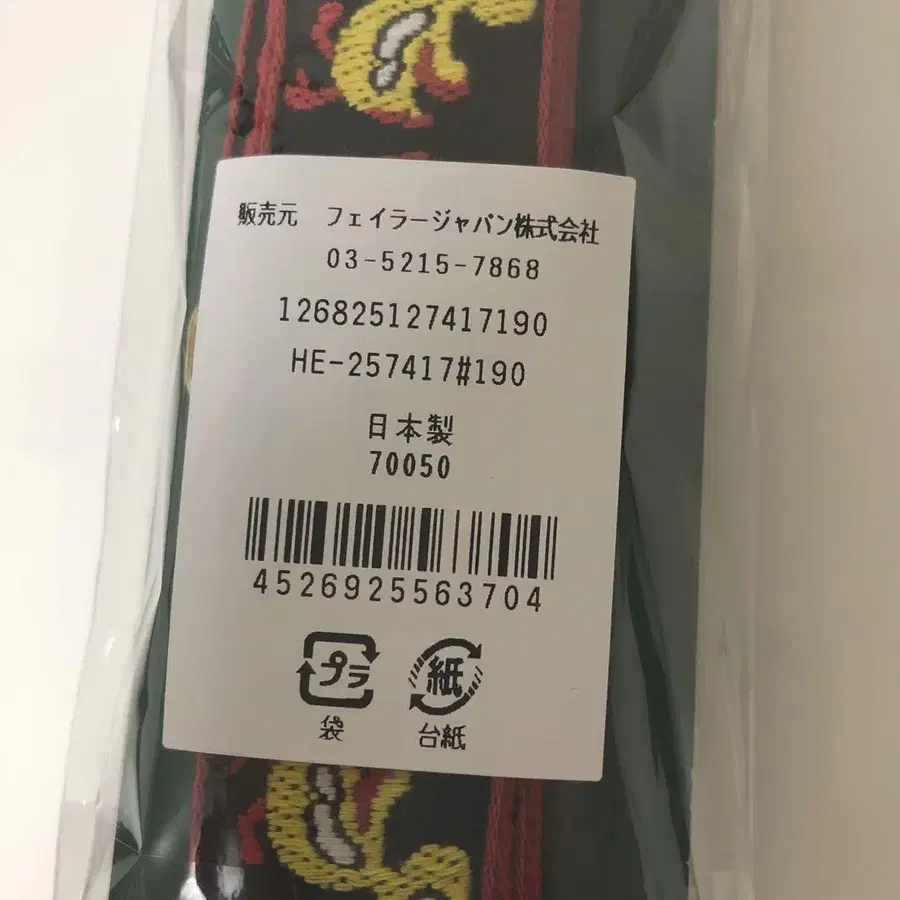 販売元　フェイラージャパン株式会社
03-5215-7868
126825127417190
HE-257417#190
日本製
70050
4526925563704
プラ 紙
袋 台紙